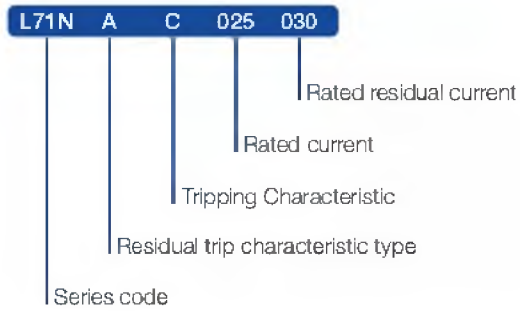 L71N A C 025 030
Rated residual current
Rated current
Tripping Characteristic
Residual trip characteristic type
Series code